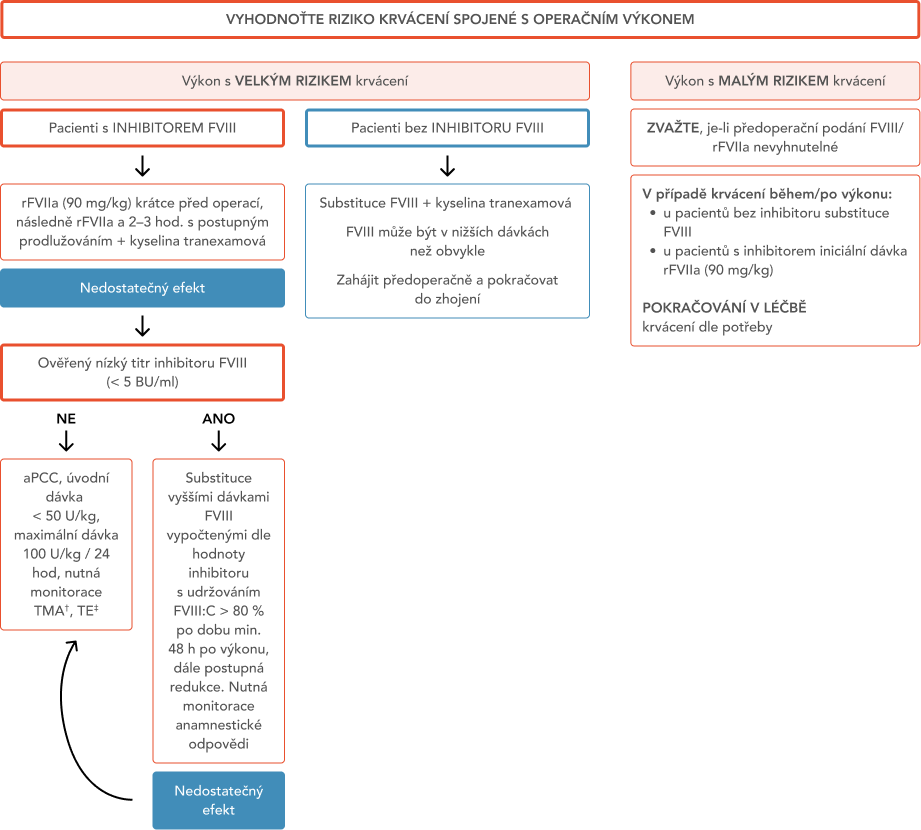 VYHODNOŤTE RIZIKO KRVÁCENÍ SPOJENÉ S OPERAČNÍM VÝKONEM
Výkon s VELKÝM RIZIKEM krvácení
Pacienti s INHIBITOREM FVIII
rFVIIa (90 mg/kg) krátce před operací,
následně rFVIIa a 2–3 hod. s postupným
prodlužováním + kyselina tranexamová
Nedostatečný efekt
Ověřený nízký titr inhibitoru FVIII
(< 5 BU/ml)
NE
aPCC, úvodní
dávka
< 50 U/kg,
maximální dávka
100 U/kg / 24
hod, nutná
monitorace
TMA†, TE‡
ANO
Substituce
vyššími dávkami
FVIII
vypočtenými dle
hodnoty
inhibitoru
s udržováním
FVIII:C > 80 %
po dobu min.
48 h po výkonu,
dále postupná
redukce. Nutná
monitorace
anamnestické
odpovědi
Nedostatečný
efekt
Pacienti bez INHIBITORU FVIII
Substituce FVIII + kyselina tranexamová
FVIII může být v nižších dávkách
než obvykle
Zahájit předoperačně a pokračovat
do zhojení
Výkon s MALÝM RIZIKEM krvácení
ZVAŽTE, je-li předoperační podání FVIII/
rFVIIa nevyhnutelné
V případě krvácení během/po výkonu:
• u pacientů bez inhibitoru substituce
FVIII
• u pacientů s inhibitorem iniciální dávka
rFVIIa (90 mg/kg)
POKRAČOVÁNÍ V LÉČBĚ
krvácení dle potřeby